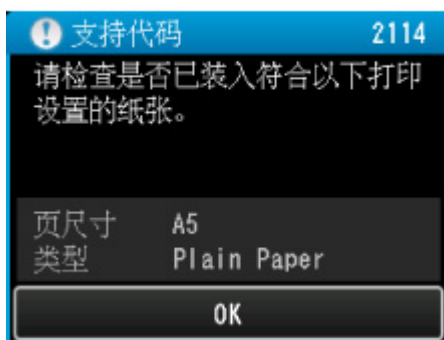 支持代码 2114
请检查是否已装入符合以下打印
设置的纸张。
页尺寸 A5
类型 Plain Paper
OK